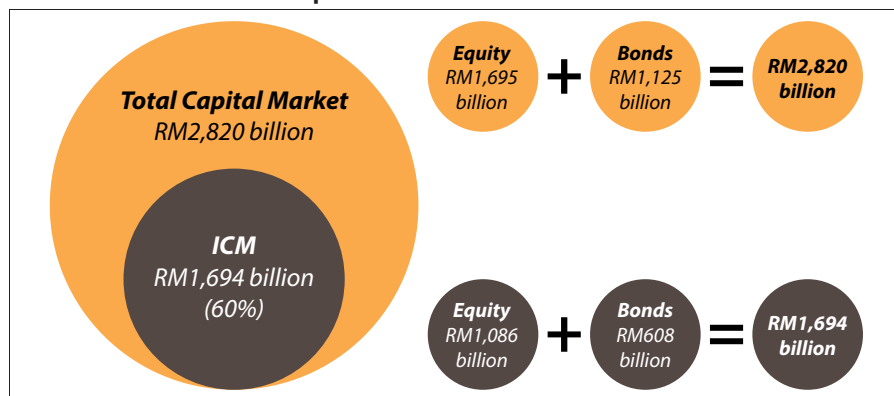 Total Capital Market
RM2,820 billion
ICM
RM1,694 billion
(60%)
Equity
RM1,695
billion
+
Bonds
RM1,125
billion
=
RM2,820
billion
Equity
RM1,086
billion
+
Bonds
RM608
billion
=
RM1,694
billion